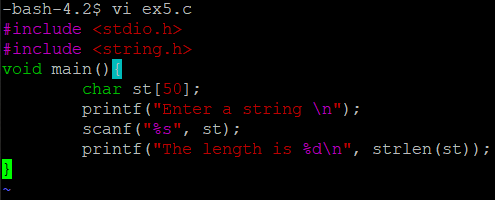 -bash-4.2$ vi ex5.c
#include <stdio.h>
#include <string.h>
void main(){
        char st[50];
        printf("Enter a string \n");
        scanf("%s", st);
        printf("The length is %d\n", strlen(st));
}
~